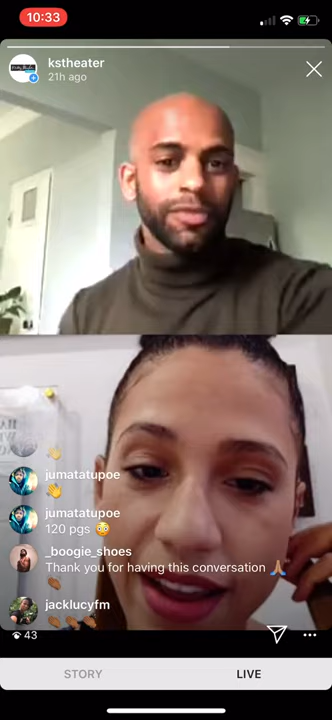 10:33
kstheater
21h ago
jumatatupoe
jumatatupoe
120 pgs 😳
_boogie_shoes
Thank you for having this conversation 🙏🏽
jacklucyfm
43
STORY
LIVE